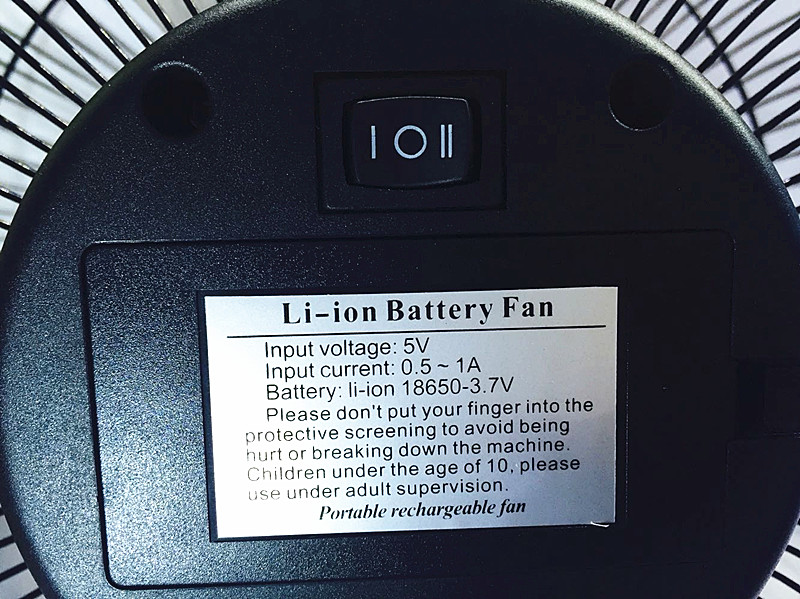 I O II
Li-ion Battery Fan
Input voltage: 5V
Input current: 0.5 ~ 1A
Battery: li-ion 18650-3.7V
Please don't put your finger into the
protective screening to avoid being
hurt or breaking down the machine.
Children under the age of 10, please
use under adult supervision.
Portable rechargeable fan